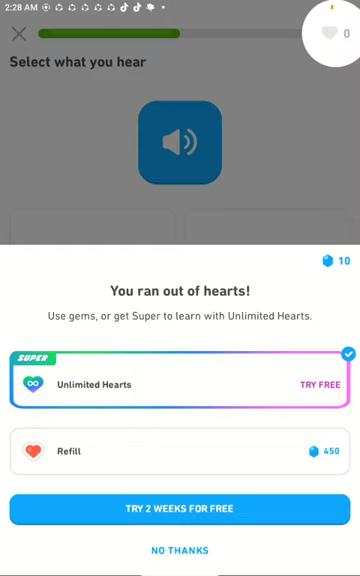 2:28 AM
0
Select what you hear
10
You ran out of hearts!
Use gems, or get Super to learn with Unlimited Hearts.
SUPER
Unlimited Hearts
TRY FREE
Refill
450
TRY 2 WEEKS FOR FREE
NO THANKS